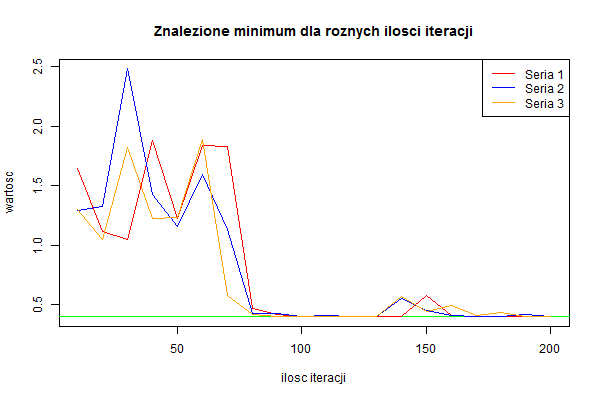 Znalezione minimum dla roznych ilosci iteracji
Seria 1
Seria 2
Seria 3
wartosc
2.5
2.0
1.5
1.0
0.5
50
100
150
200
ilosc iteracji